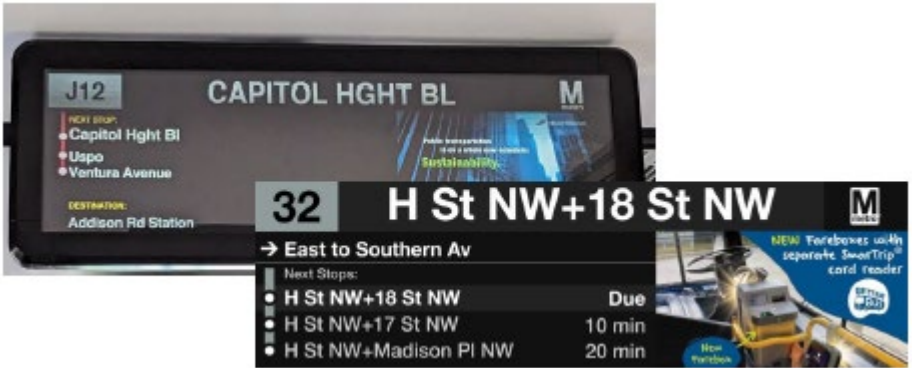 J12
CAPITOL HGHT BL
M
NEXT STOP:
Capitol Hght Bl
Uspo
Ventura Avenue
DESTINATION:
Addison Rd Station
Public transportation
Sustainability
32
H St NW+18 St NW
M
metro
→ East to Southern Av
Next Stops:
H St NW+18 St NW Due
H St NW+17 St NW 10 min
H St NW+Madison Pl NW 20 min
NEW Fareboxes with
separate SmarTrip®
card reader
New
Farebox